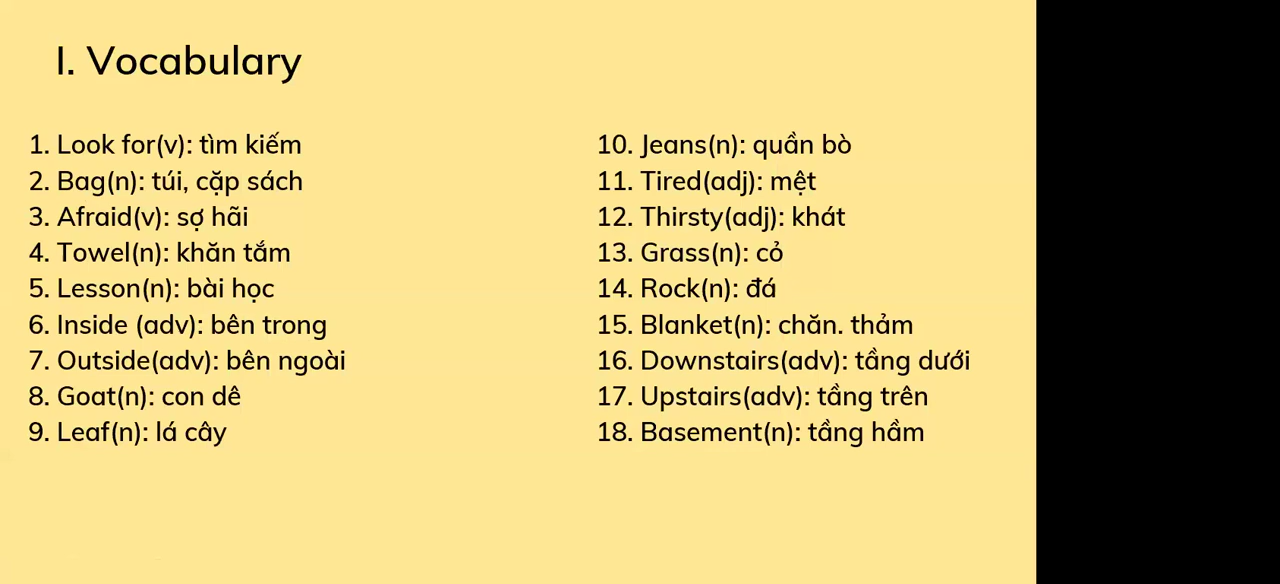 I. Vocabulary
1. Look for(v): tìm kiếm
2. Bag(n): túi, cặp sách
3. Afraid(v): sợ hãi
4. Towel(n): khăn tắm
5. Lesson(n): bài học
6. Inside (adv): bên trong
7. Outside(adv): bên ngoài
8. Goat(n): con dê
9. Leaf(n): lá cây
10. Jeans(n): quần bò
11. Tired(adj): mệt
12. Thirsty(adj): khát
13. Grass(n): cỏ
14. Rock(n): đá
15. Blanket(n): chăn. thảm
16. Downstairs(adv): tầng dưới
17. Upstairs(adv): tầng trên
18. Basement(n): tầng hầm